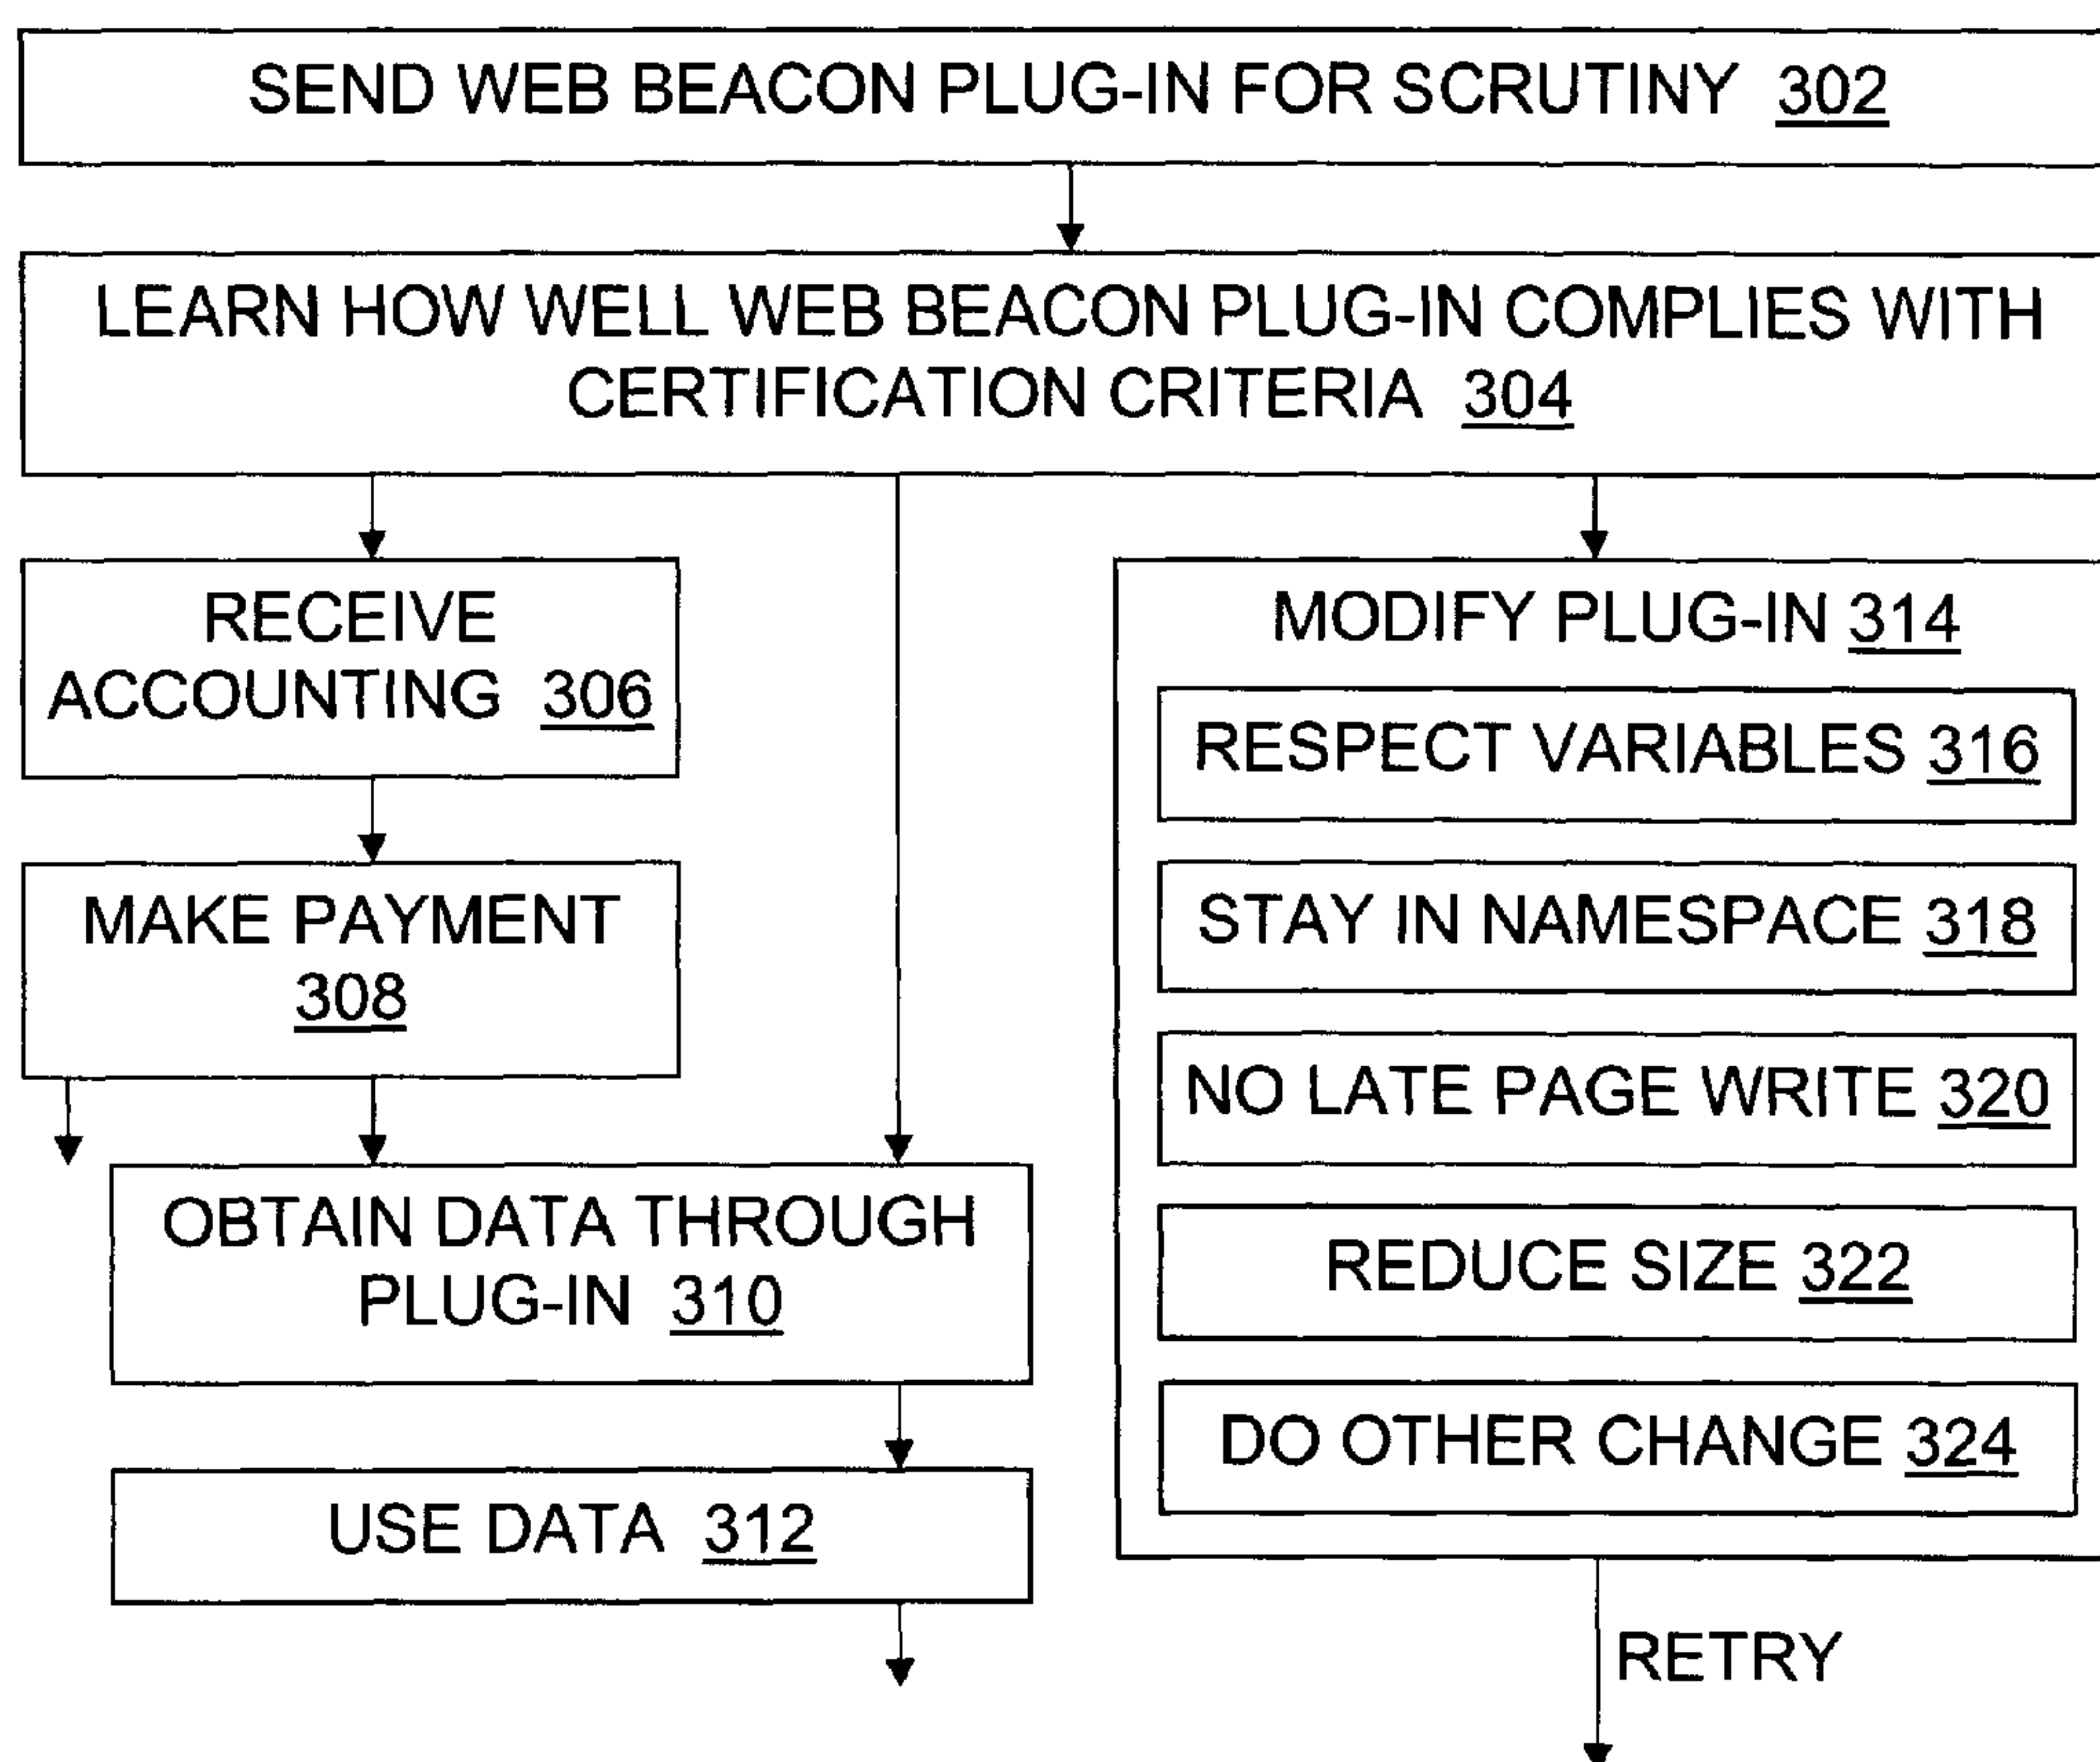 SEND WEB BEACON PLUG-IN FOR SCRUTINY 302
LEARN HOW WELL WEB BEACON PLUG-IN COMPLIES WITH
CERTIFICATION CRITERIA 304
RECEIVE
ACCOUNTING 306
MAKE PAYMENT
308
OBTAIN DATA THROUGH
PLUG-IN 310
USE DATA 312
MODIFY PLUG-IN 314
RESPECT VARIABLES 316
STAY IN NAMESPACE 318
NO LATE PAGE WRITE 320
REDUCE SIZE 322
DO OTHER CHANGE 324
RETRY